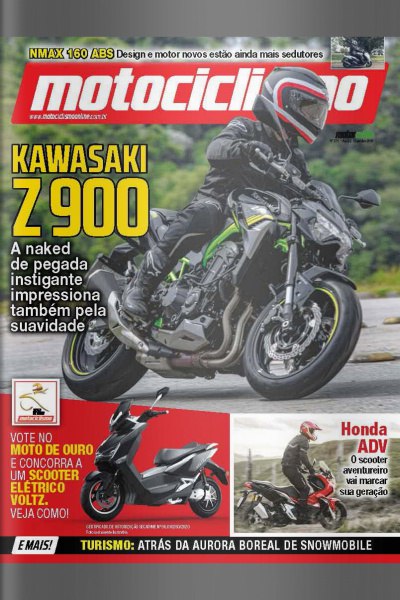 NMAX 160 ABS Design e motor novos estão ainda mais sedutores
motociclismo
www.motociclismoonline.com.br
KAWASAKI
Z 900
A naked
de pegada
instigante
impressiona
também pela
suavidade
motociclismo
VOTE NO
MOTO DE OURO
E CONCORRA A
UM SCOOTER
ELÉTRICO
VOLTZ.
VEJA COMO!
Honda
ADV
O scooter
aventureiro
vai marcar
sua geração
E MAIS!
TURISMO: ATRÁS DA AURORA BOREAL DE SNOWMOBILE